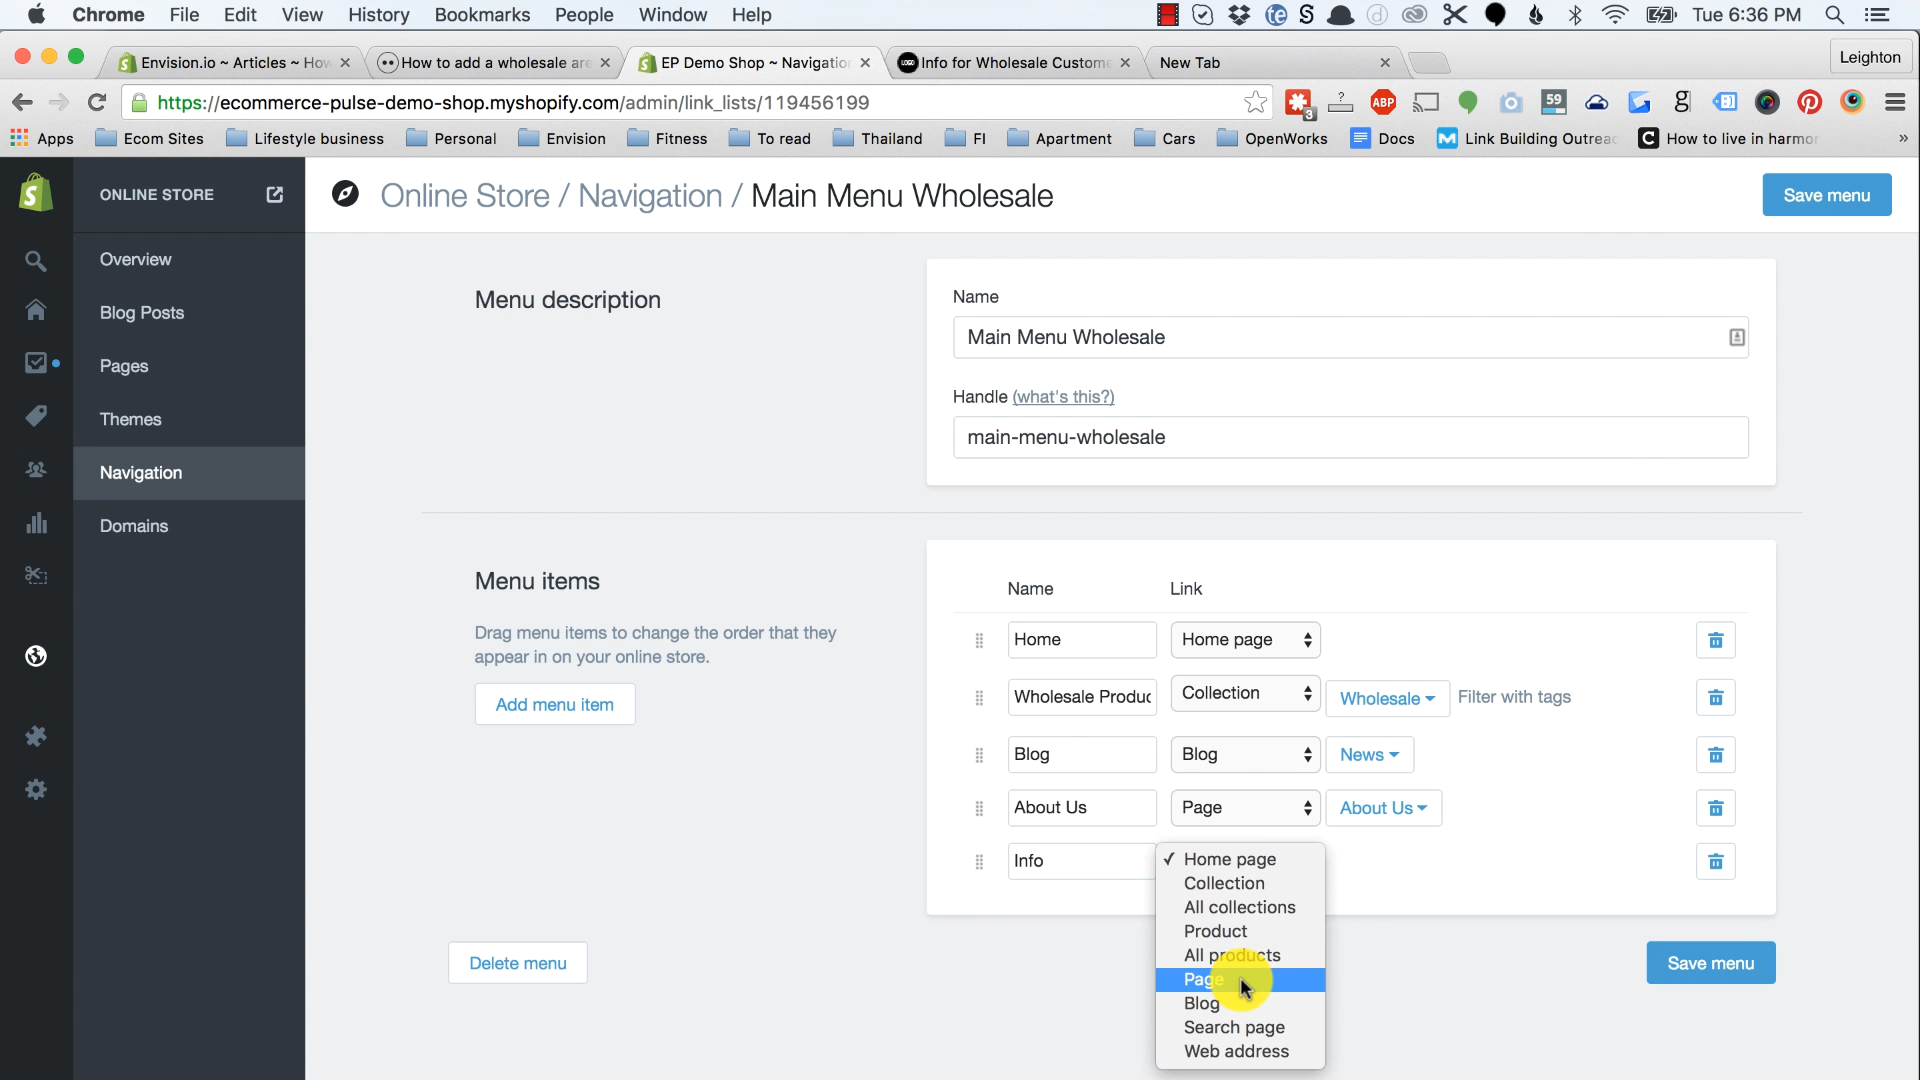 Chrome File Edit View History Bookmarks People Window Help Tue 6:36 PM
Envision.io ~ Articles ~ How
How to add a wholesale are
EP Demo Shop ~ Navigation
Info for Wholesale Custome
New Tab
Leighton
https://ecommerce-pulse-demo-shop.myshopify.com/admin/link_lists/119456199
3 ? ABP 59
Apps Ecom Sites Lifestyle business Personal Envision Fitness To read Thailand FI Apartment Cars OpenWorks Docs Link Building Outreac How to live in harmor »
ONLINE STORE
Overview
Blog Posts
Pages
Themes
Navigation
Domains
Online Store / Navigation / Main Menu Wholesale
Save menu
Menu description
Name
Main Menu Wholesale
Handle (what's this?)
main-menu-wholesale
Menu items
Drag menu items to change the order that they
appear in on your online store.
Add menu item
Name Link
Home Home page
Wholesale Produc Collection Wholesale Filter with tags
Blog Blog News
About Us Page About Us
Info
✓ Home page
Collection
All collections
Product
All products
Page
Blog
Search page
Web address
Delete menu
Save menu